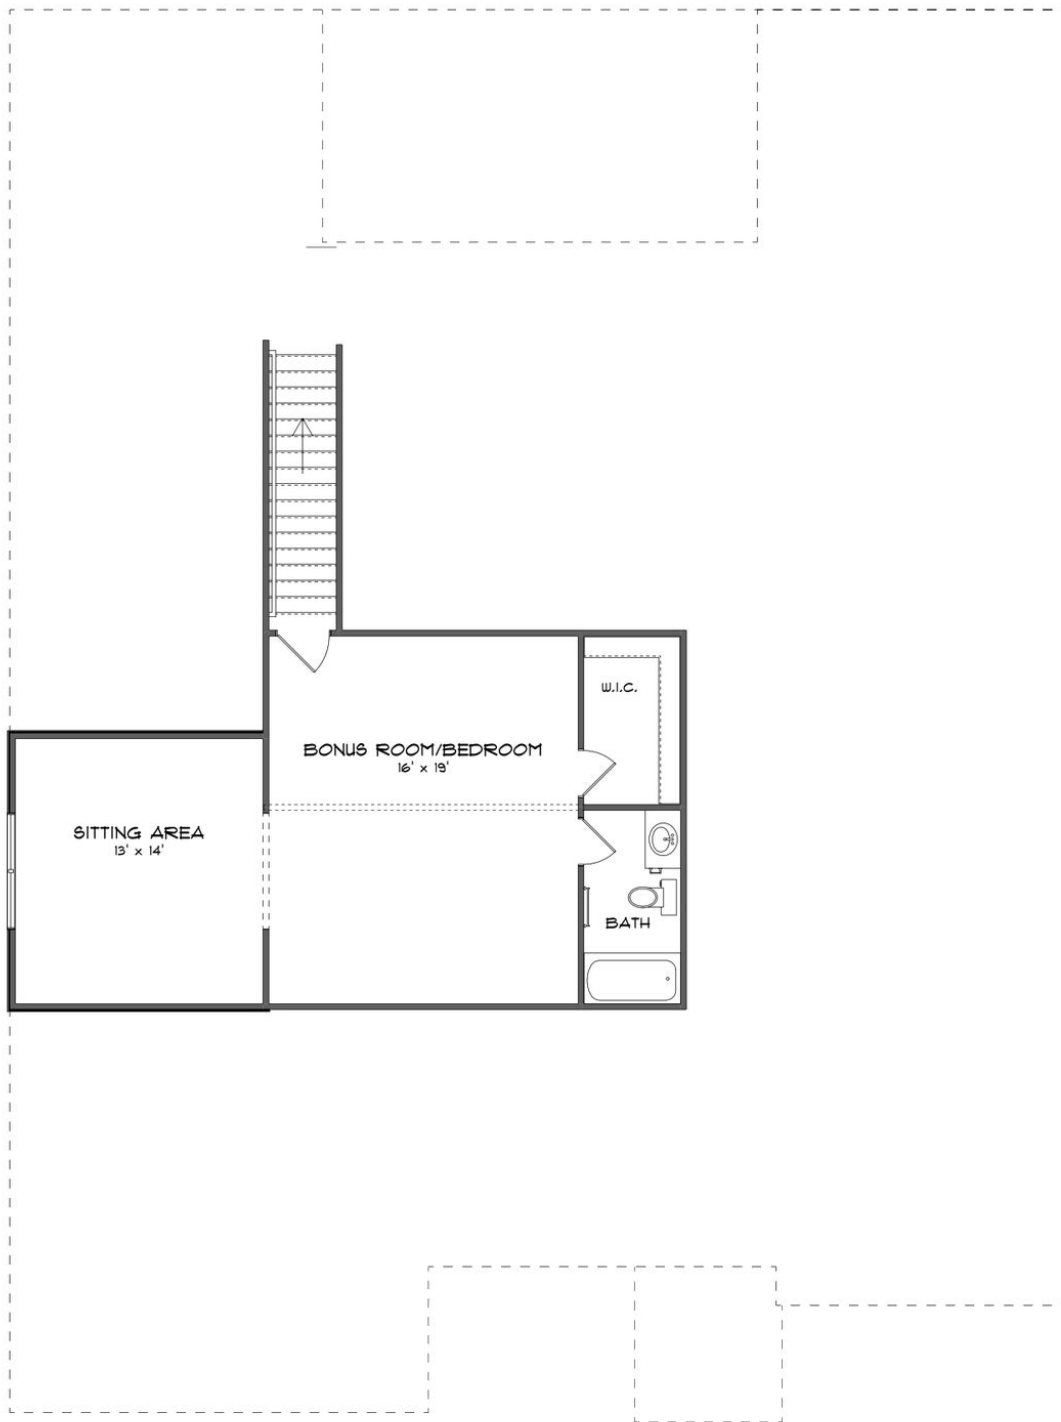 W.I.C.
BONUS ROOM/BEDROOM
16' x 19'
SITTING AREA
13' x 14'
BATH